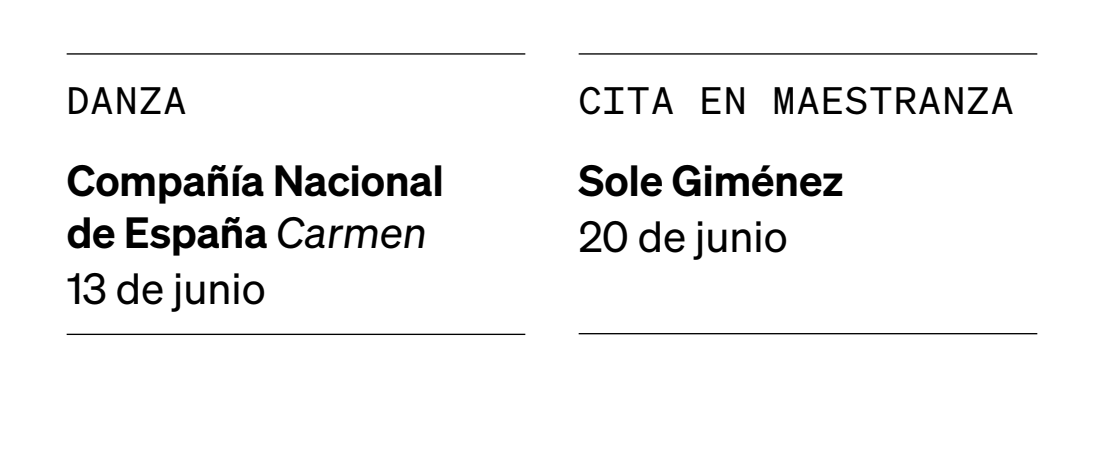 DANZA
Compañía Nacional
de España Carmen
13 de junio
CITA EN MAESTRANZA
Sole Giménez
20 de junio